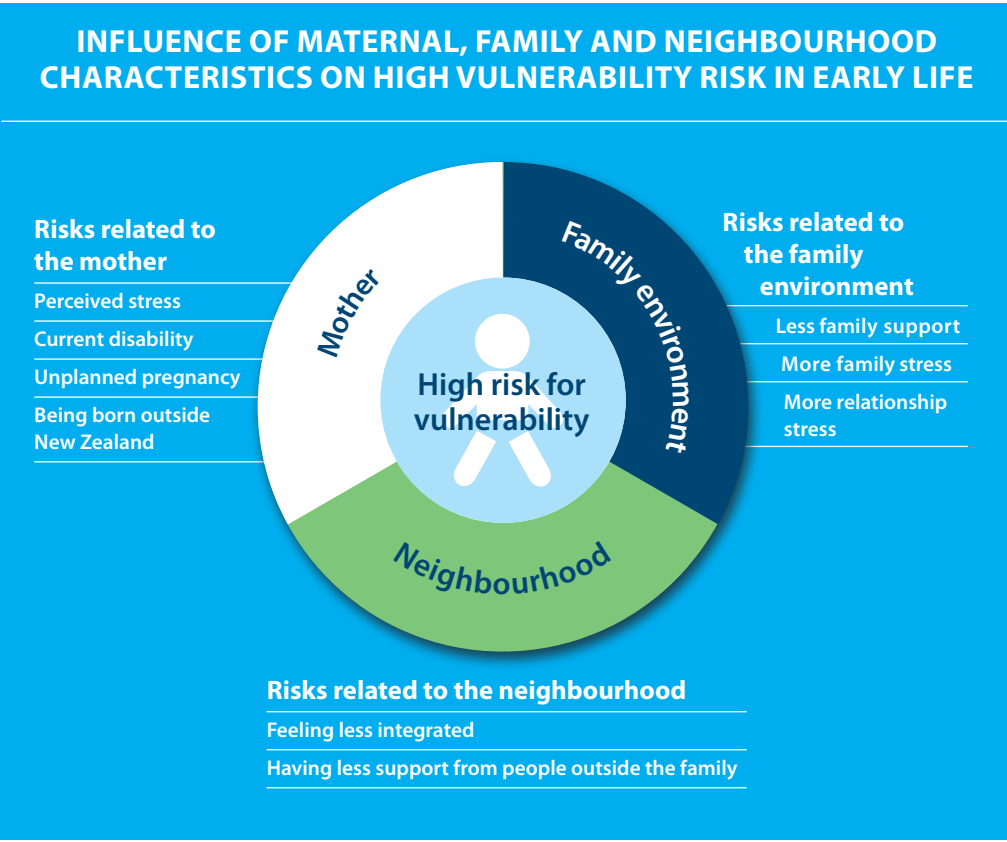 INFLUENCE OF MATERNAL, FAMILY AND NEIGHBOURHOOD
CHARACTERISTICS ON HIGH VULNERABILITY RISK IN EARLY LIFE
Risks related to
the mother
Perceived stress
Current disability
Unplanned pregnancy
Being born outside
New Zealand
Mother
Family environment
High risk for
vulnerability
Neighbourhood
Risks related to
the family
environment
Less family support
More family stress
More relationship
stress
Risks related to the neighbourhood
Feeling less integrated
Having less support from people outside the family